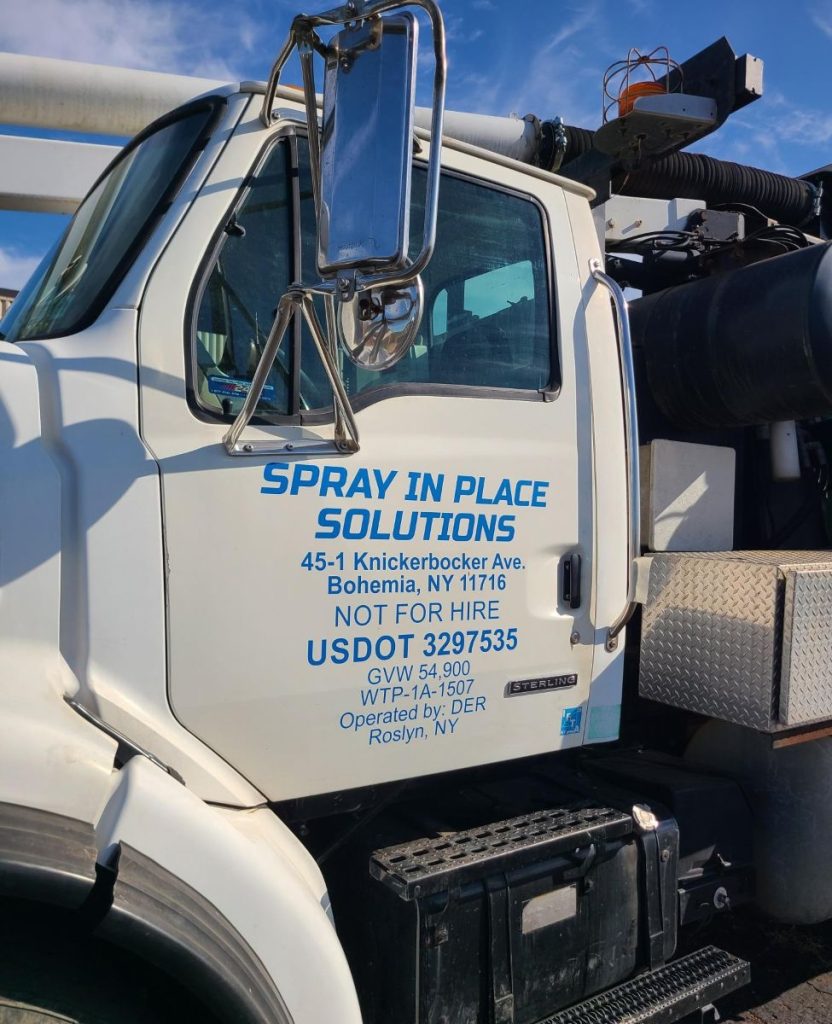 SPRAY IN PLACE
SOLUTIONS
45-1 Knickerbocker Ave.
Bohemia, NY 11716
NOT FOR HIRE
USDOT 3297535
GVW 54,900
WTP-1A-1507
Operated by: DER
Roslyn, NY
STERLING